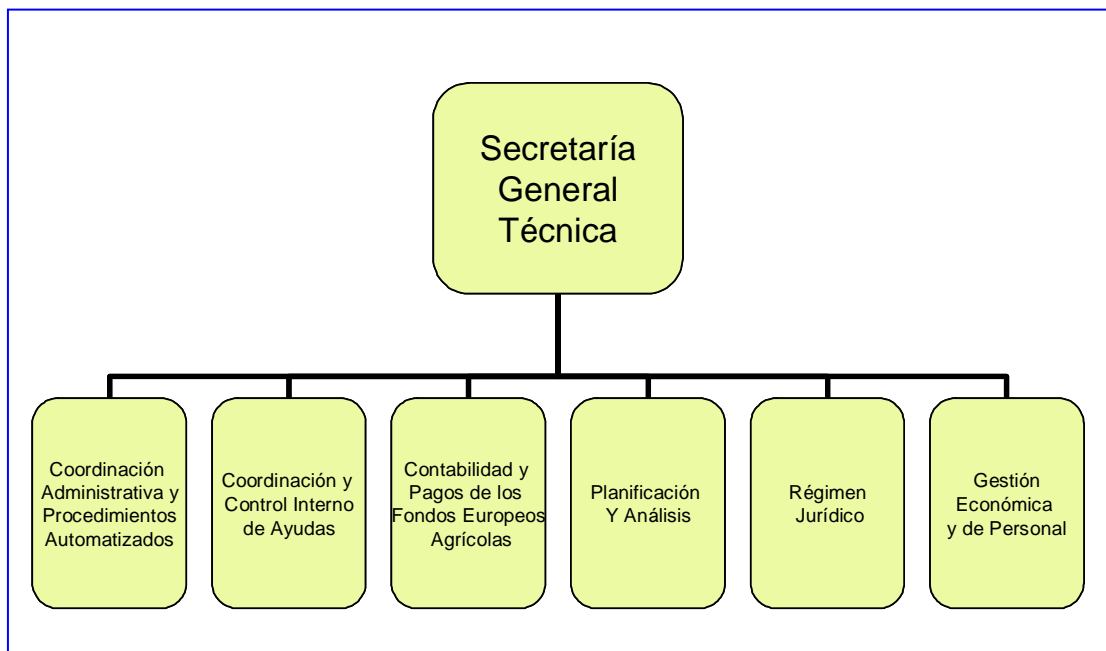 Secretaría
General
Técnica
Coordinación
Administrativa y
Procedimientos
Automatizados
Coordinación y
Control Interno
de Ayudas
Contabilidad y
Pagos de los
Fondos Europeos
Agrícolas
Planificación
Y Análisis
Régimen
Jurídico
Gestión
Económica
y de Personal